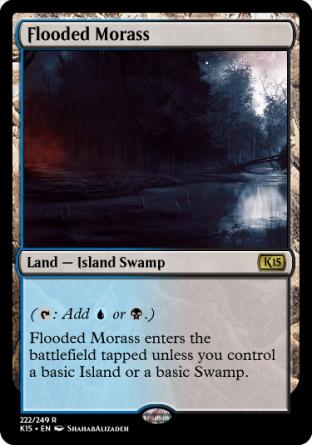 Flooded Morass
Land — Island Swamp
K15
( : Add or .)
Flooded Morass enters the
battlefield tapped unless you control
a basic Island or a basic Swamp.
222/249 R
K15 • EN ShahabAlizadeh